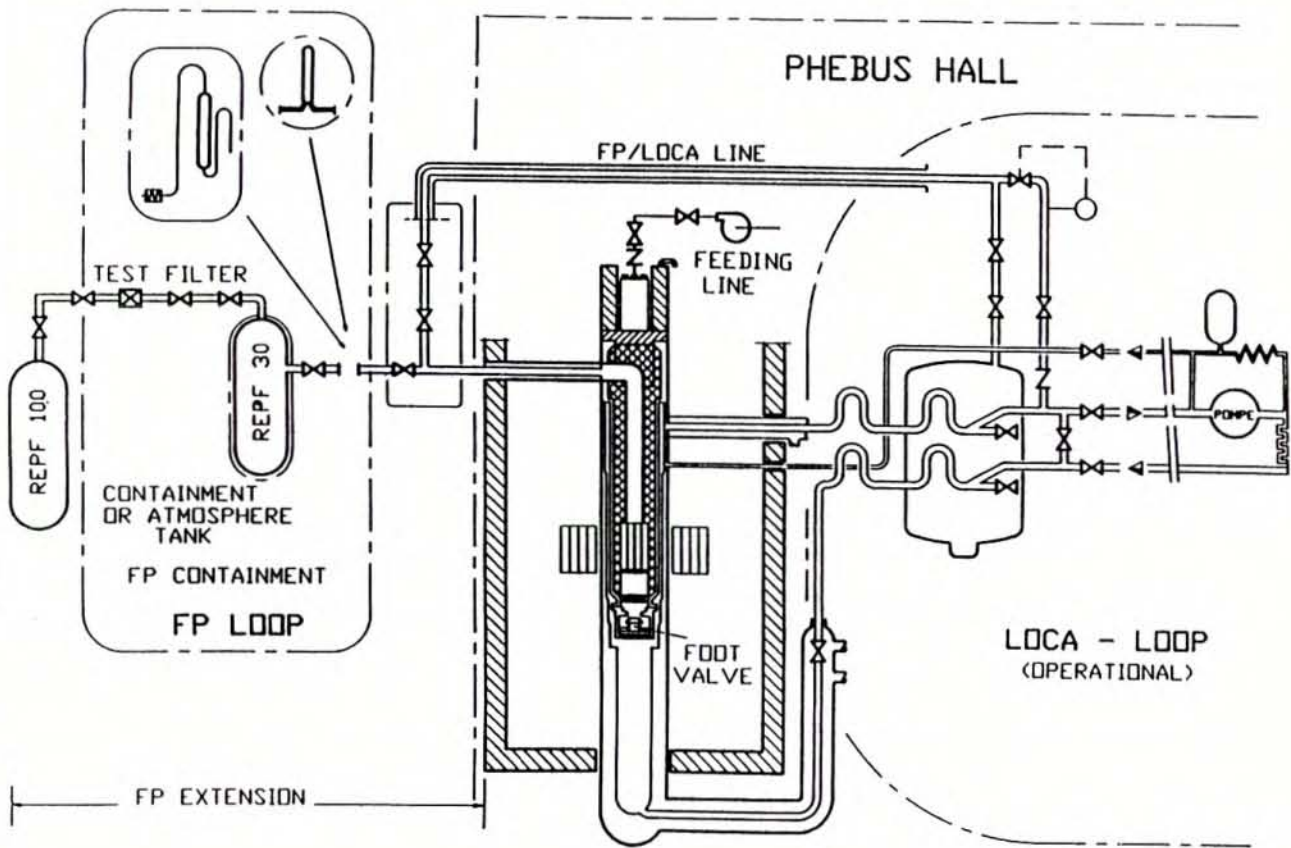 PHEBUS HALL
FP/LOCA LINE
TEST FILTER
FEEDING
LINE
REPF 100
REPF 30
POMPE
CONTAINMENT
OR ATMOSPHERE
TANK
FP CONTAINMENT
FP LOOP
FOOT
VALVE
LOCA - LOOP
(OPERATIONAL)
FP EXTENSION